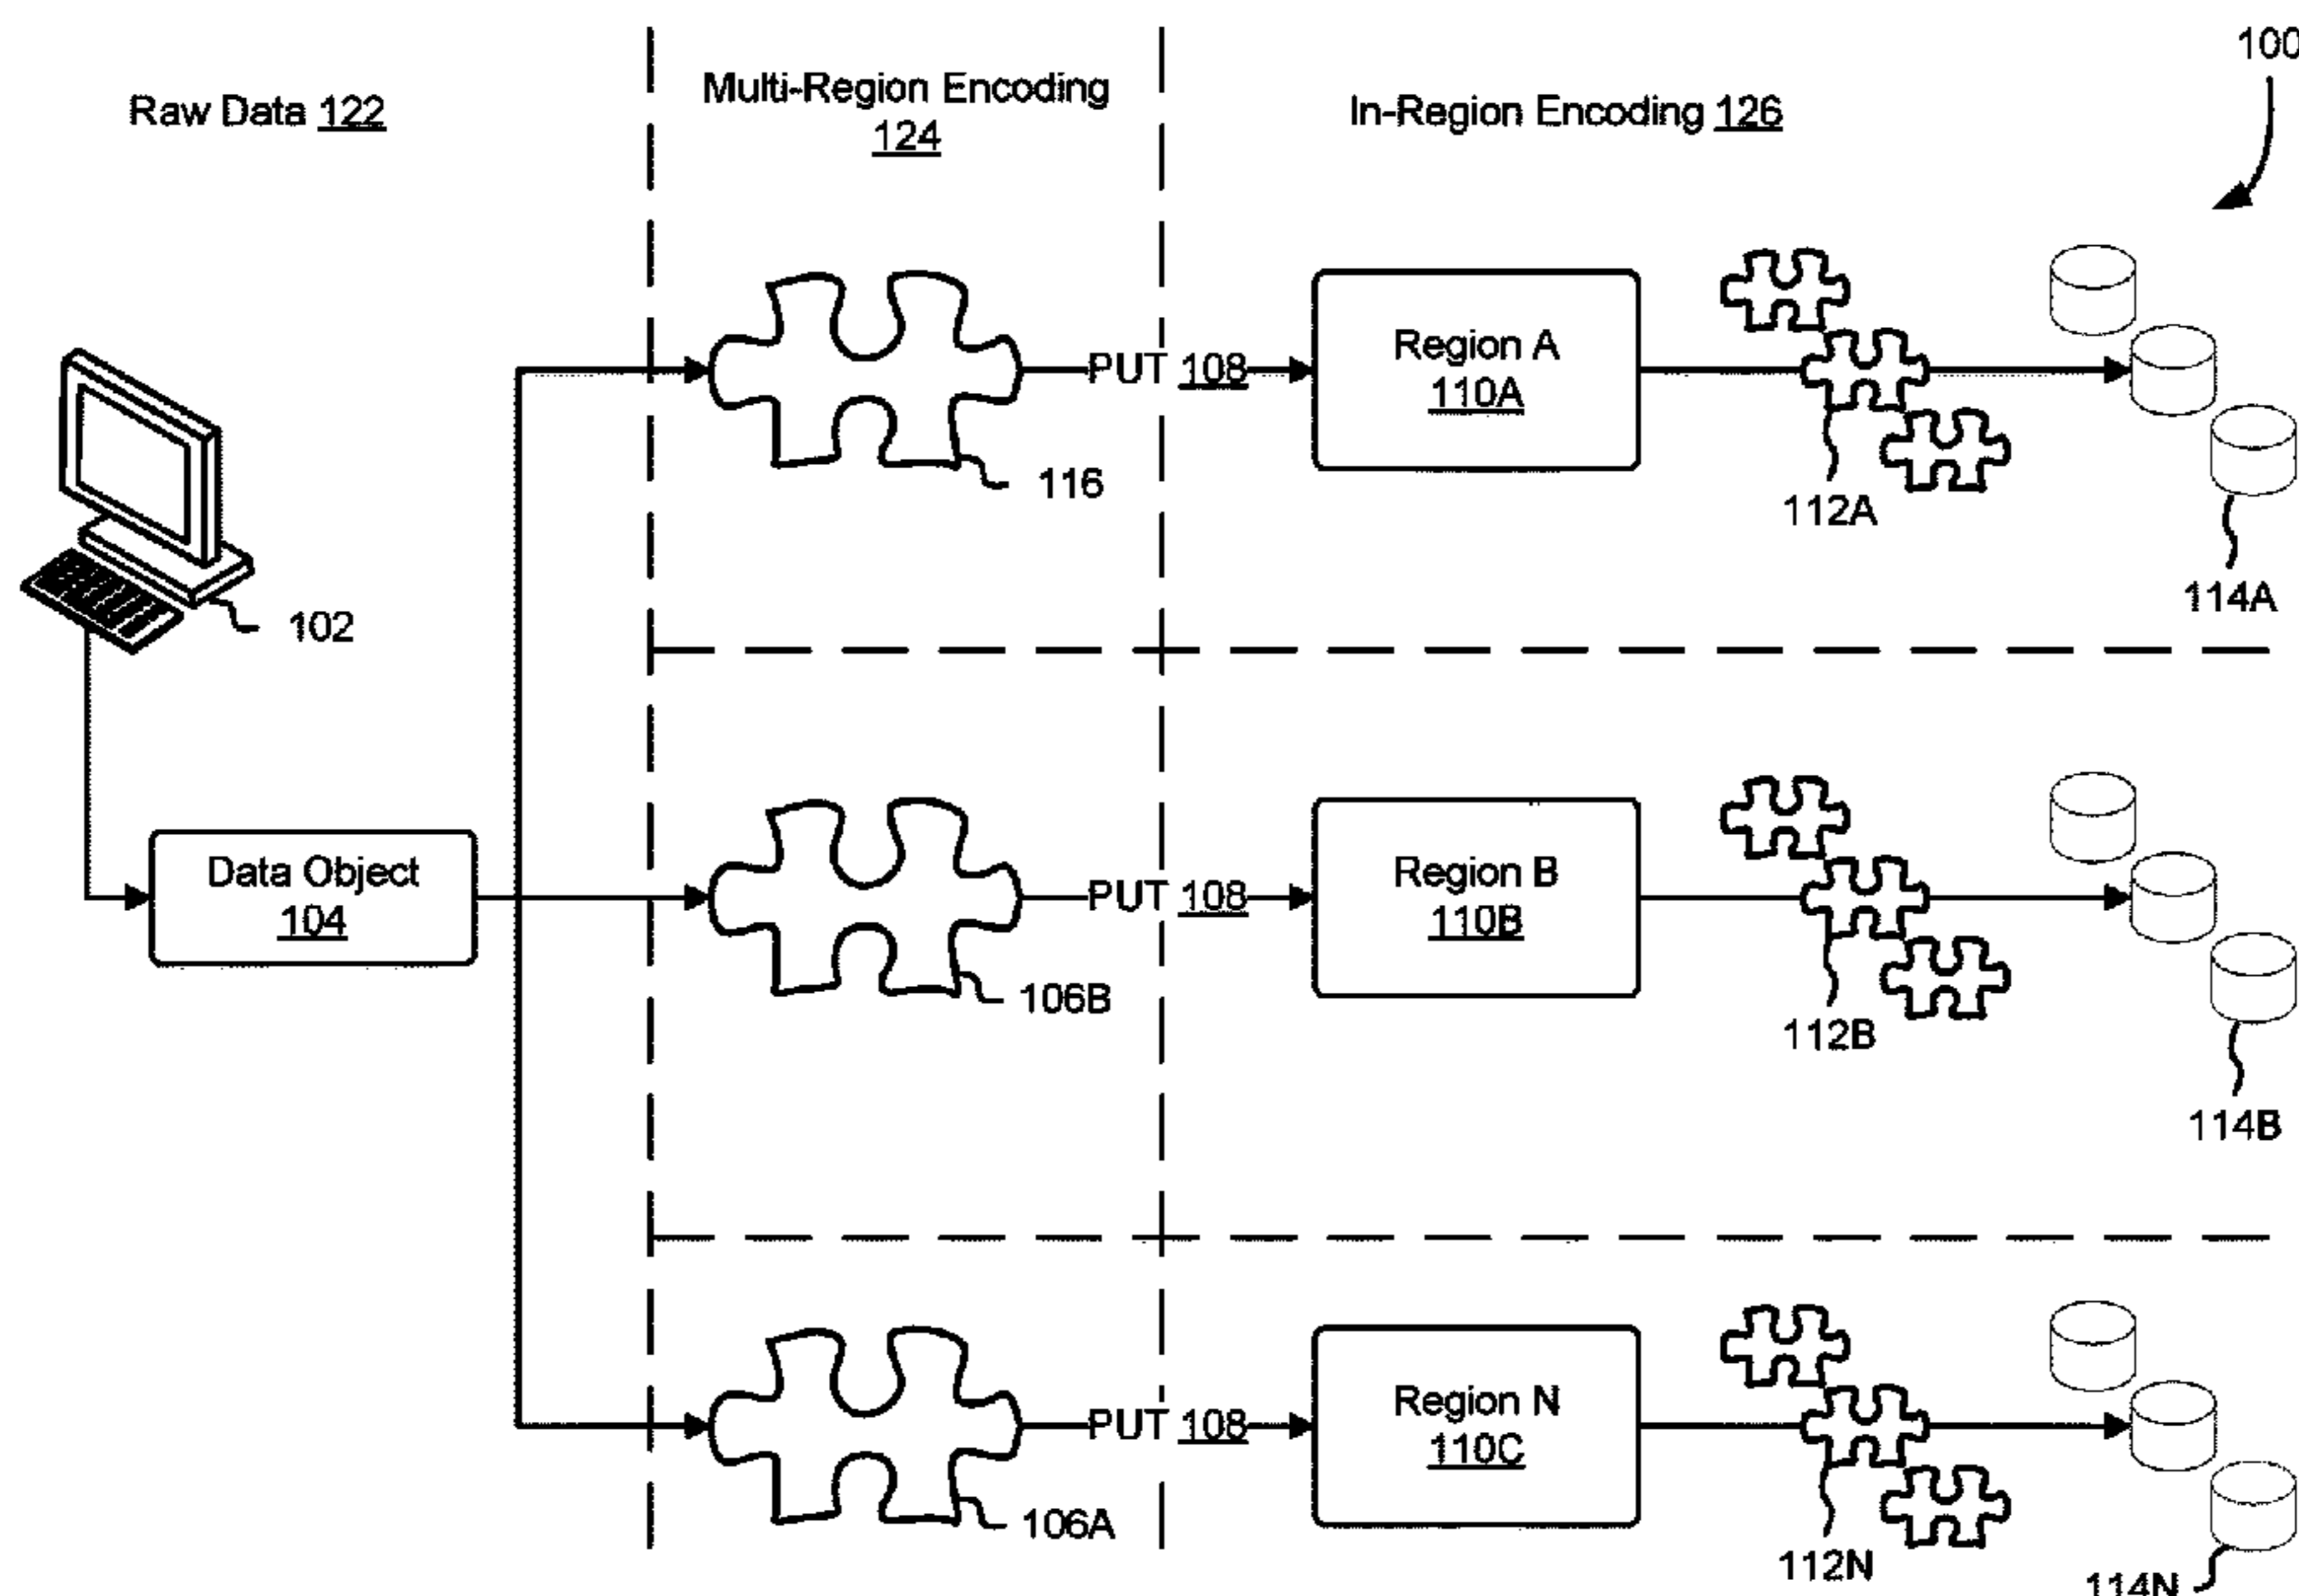 100
Raw Data 122
Multi-Region Encoding
124
In-Region Encoding 126
PUT 108
Region A
110A
116
112A
114A
102
Data Object
104
PUT 108
Region B
110B
106B
112B
114B
PUT 108
Region N
110C
106A
112N
114N